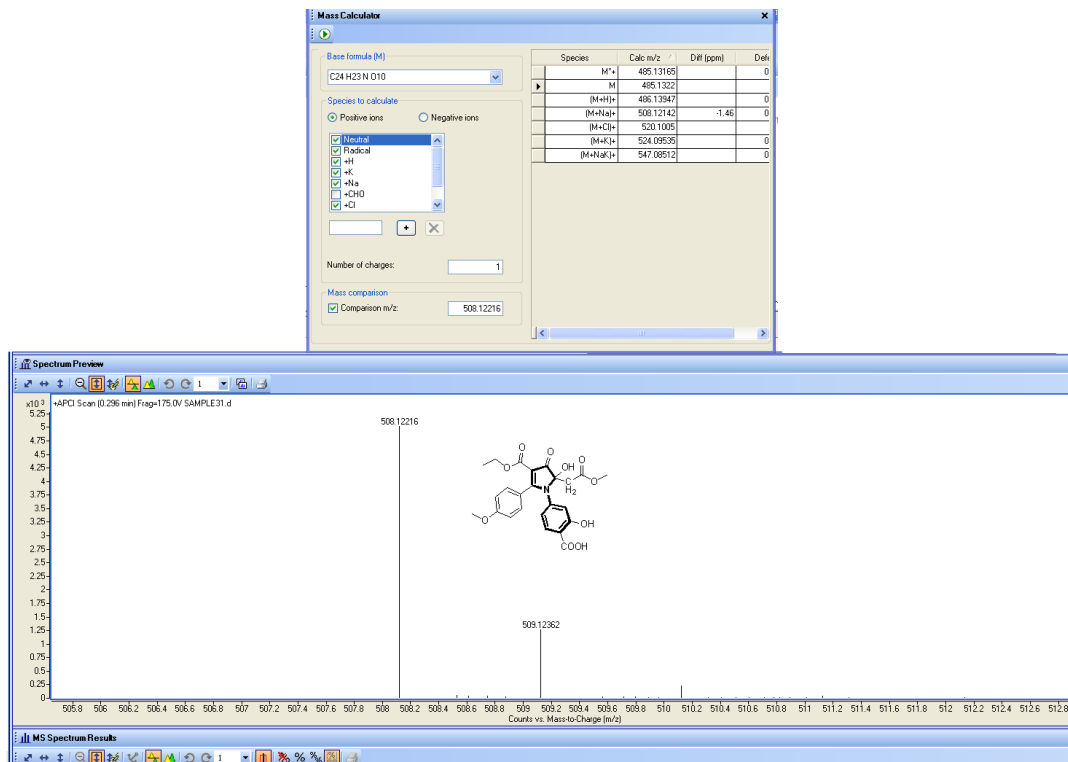 Mass Calculator
Base formula (M)
C24 H23 N O10
Species to calculate
Positive ions Negative ions
Neutral
Radical
+H
+K
+Na
+CHO
+Cl
+
Number of charges: 1
Mass comparison
Comparison m/z: 508.12216
Species Calc m/z Diff (ppm)
M*+ 485.13165 0
M 485.1322
(M+H)+ 486.13947 0
(M+Na)+ 508.12142 -1.46 0
(M+Cl)+ 520.1005
(M+K)+ 524.09535 0
(M+NaK)+ 547.08512 0
Spectrum Preview
1
x10 3
+APCI Scan (0.296 min) Frag=175.0V SAMPLE31.d
5.25
5
4.75
4.5
4.25
4
3.75
3.5
3.25
3
2.75
2.5
2.25
2
1.75
1.5
1.25
1
0.75
0.5
0.25
0
508.12216
509.12362
O
O
OH
O
O
C
H2
O
N
O
OH
COOH
505.8 506 506.2 506.4 506.6 506.8 507 507.2 507.4 507.6 507.8 508 508.2 508.4 508.6 508.8 509 509.2 509.4 509.6 509.8 510 510.2 510.4 510.6 510.8 511 511.2 511.4 511.6 511.8 512 512.2 512.4 512.6 512.8
Counts vs. Mass-to-Charge (m/z)
MS Spectrum Results
1